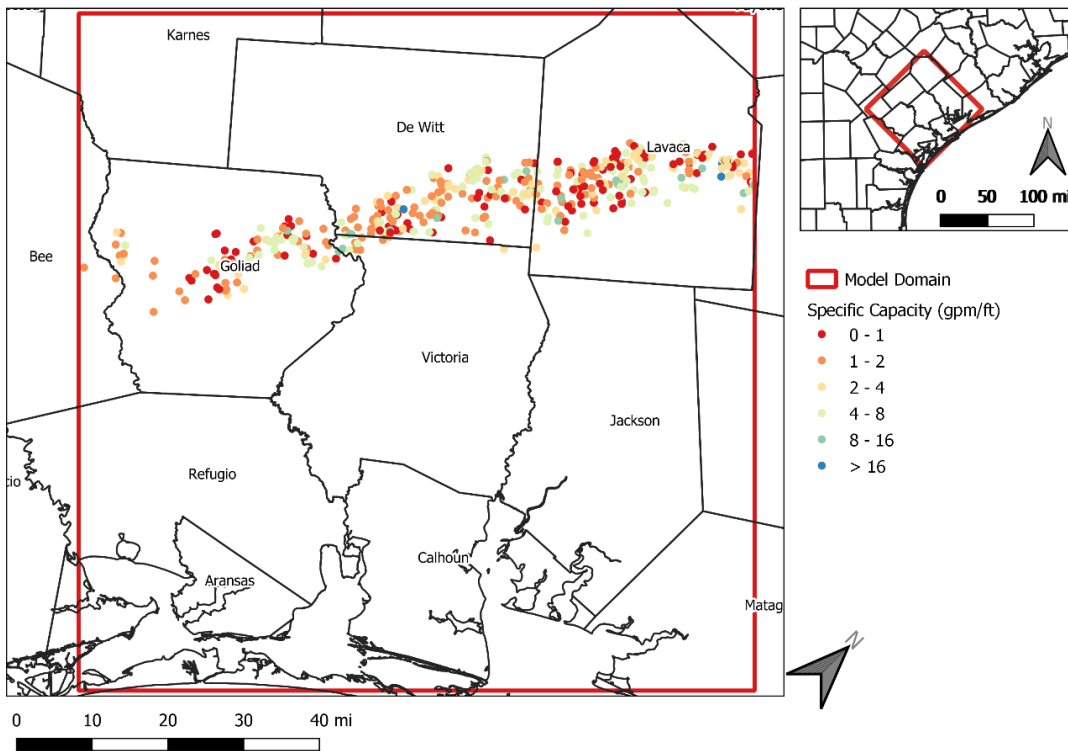 Karnes
De Witt
Lavaca
Bee
Goliad
Victoria
Jackson
Refugio
Calhoun
Aransas
Matag
0 10 20 30 40 mi
N
N
0 50 100 mi
Model Domain
Specific Capacity (gpm/ft)
0 - 1
1 - 2
2 - 4
4 - 8
8 - 16
> 16